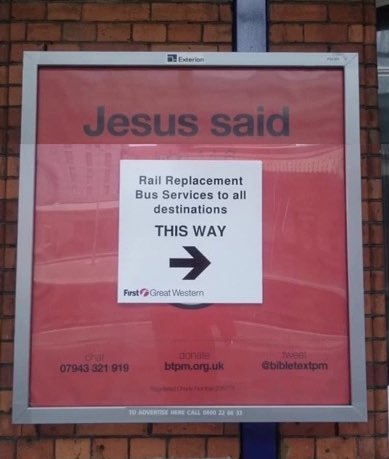 Exterion
Jesus said
Rail Replacement
Bus Services to all
destinations
THIS WAY
First Great Western
chat
07943 321 919
donate
btpm.org.uk
tweet
@bibletextpm
TO ADVERTISE HERE CALL